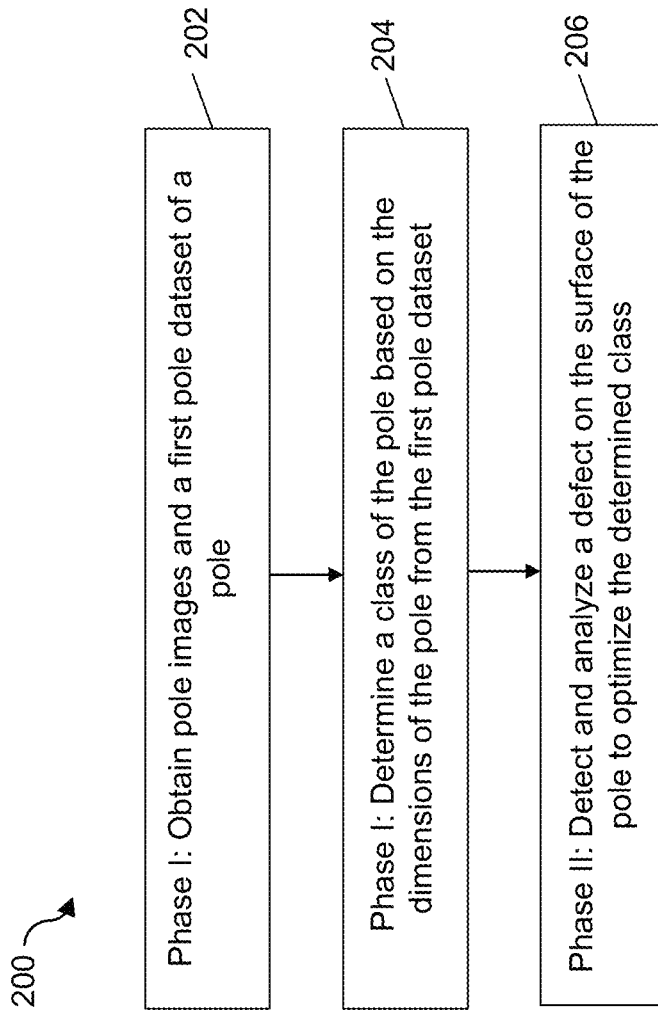 200
Phase I: Obtain pole images and a first pole dataset of a
pole
202
Phase I: Determine a class of the pole based on the
dimensions of the pole from the first pole dataset
204
Phase II: Detect and analyze a defect on the surface of the
pole to optimize the determined class
206